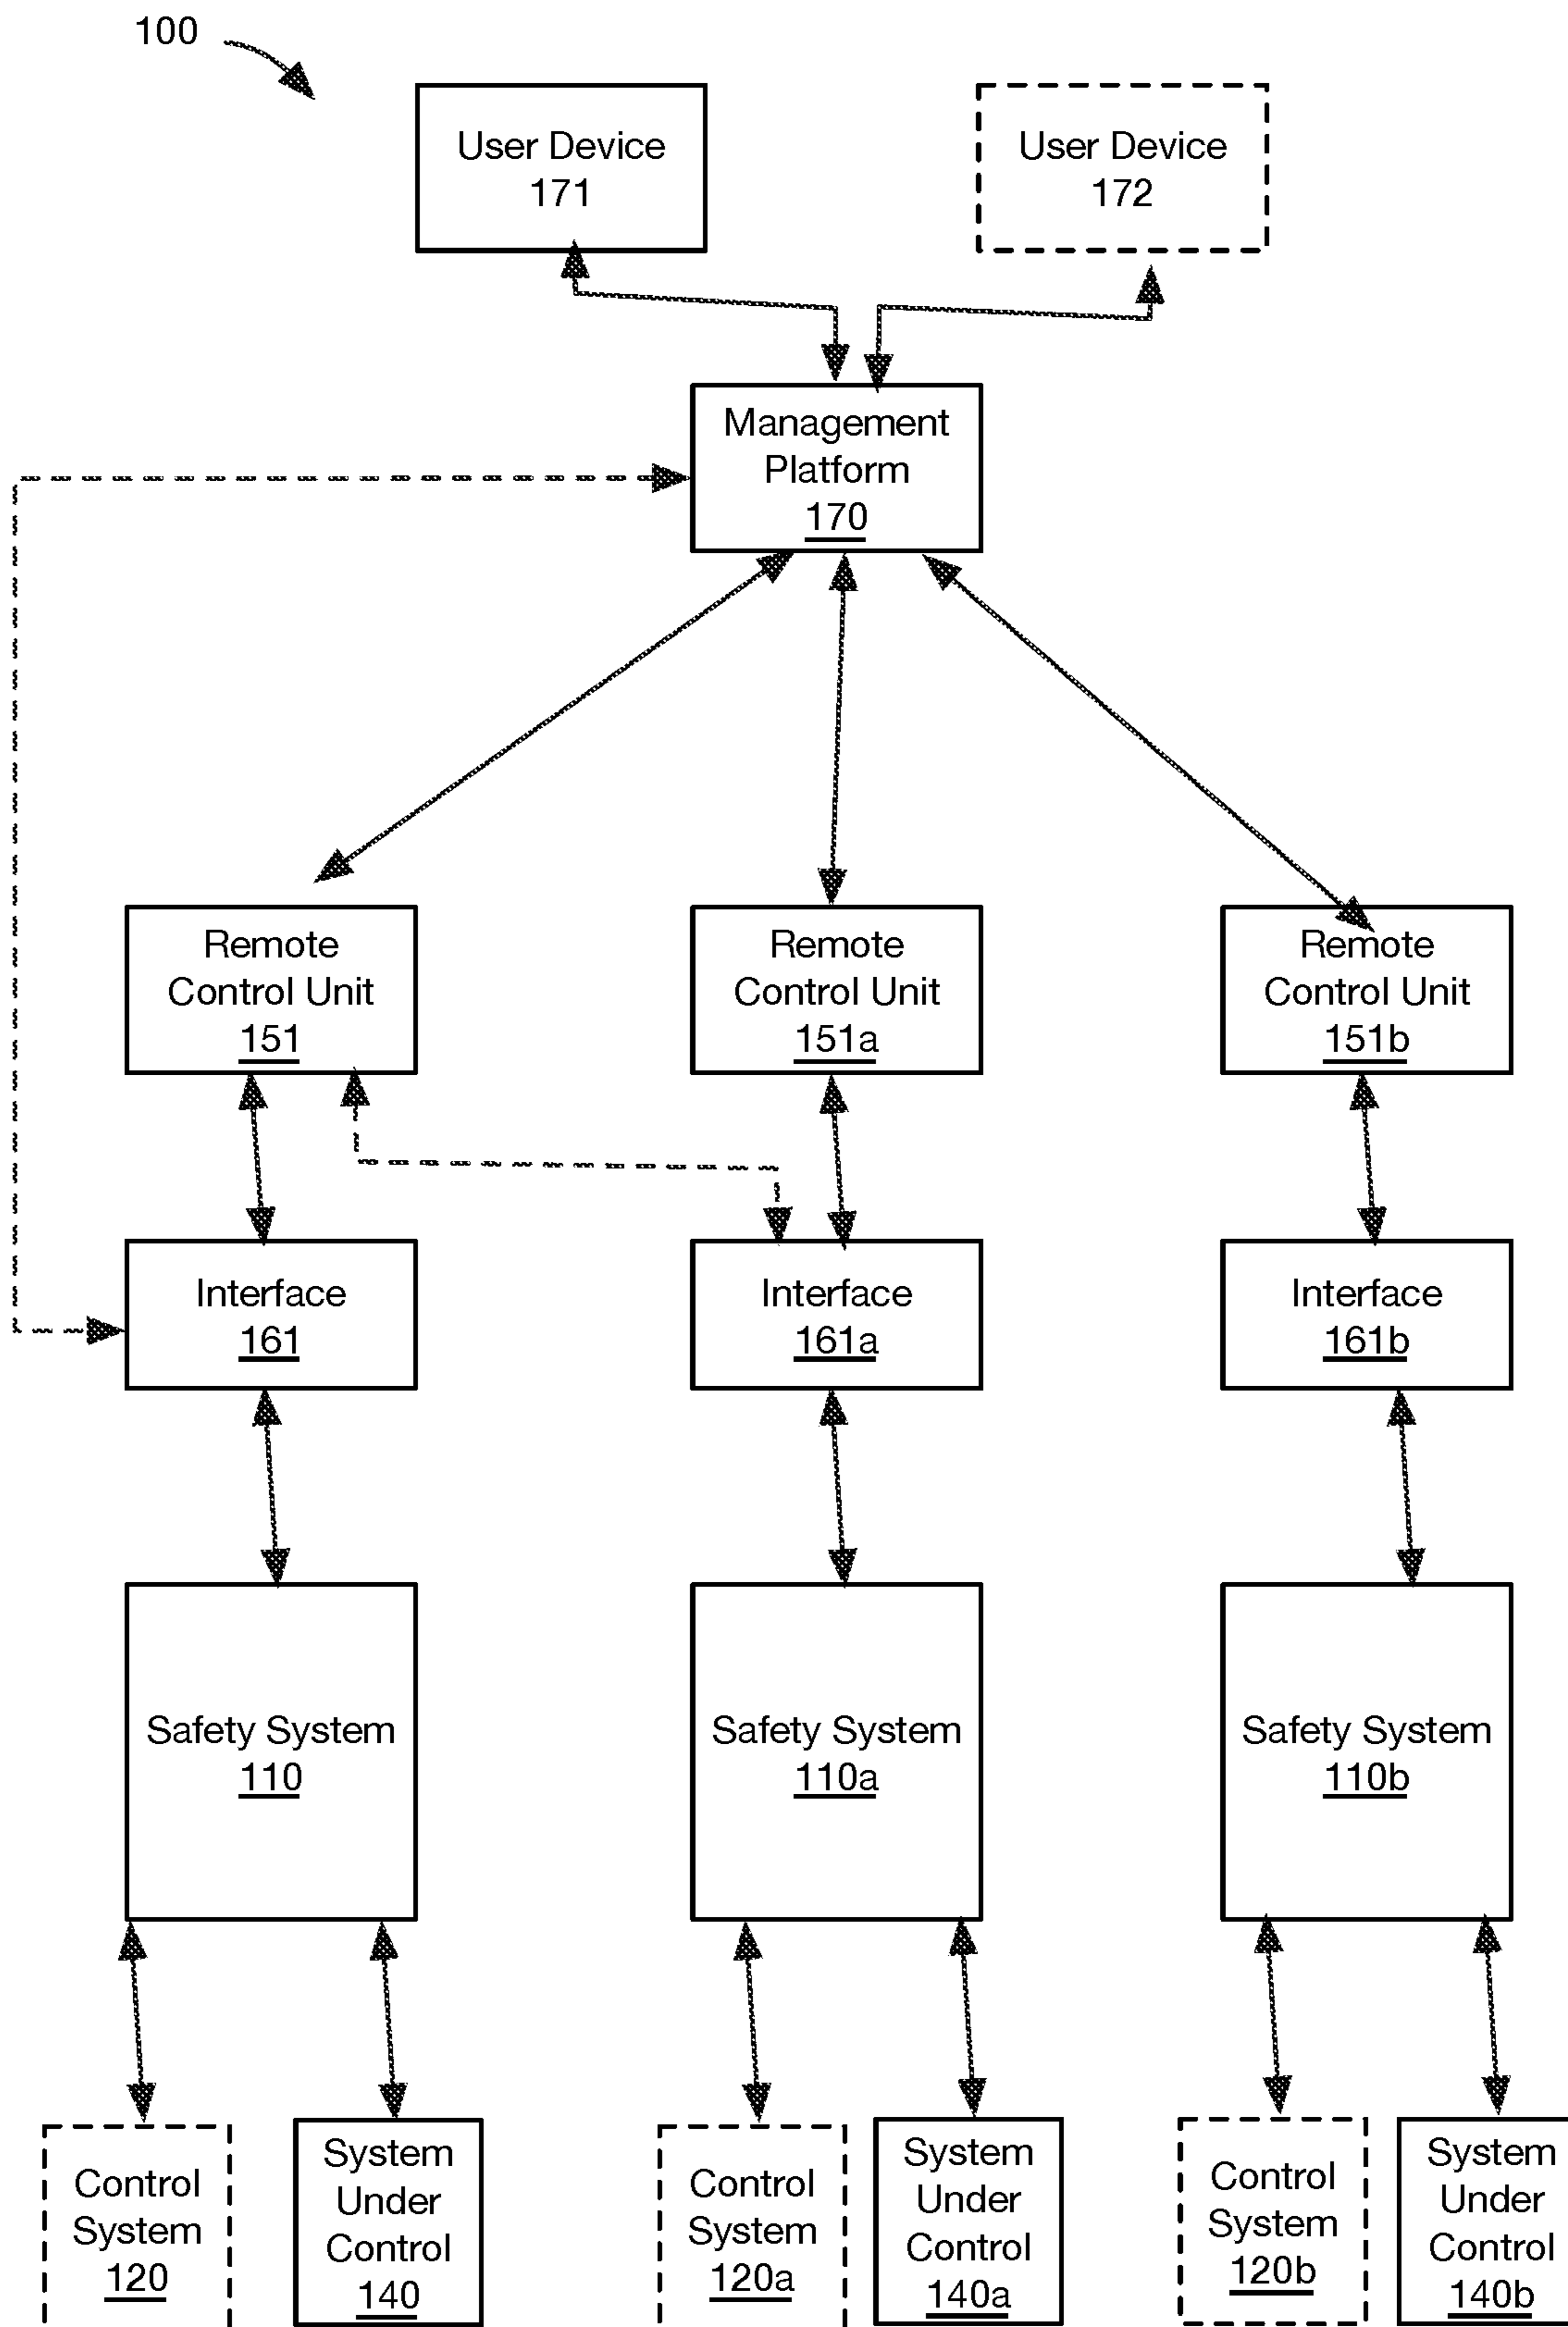 100
User Device
171
User Device
172
Management
Platform
170
Remote
Control Unit
151
Remote
Control Unit
151a
Remote
Control Unit
151b
Interface
161
Interface
161a
Interface
161b
Safety System
110
Safety System
110a
Safety System
110b
Control
System
120
System
Under
Control
140
Control
System
120a
System
Under
Control
140a
Control
System
120b
System
Under
Control
140b